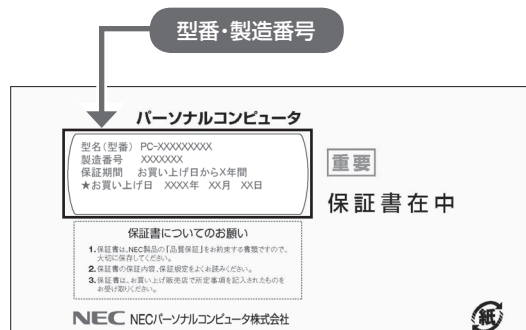 型番・製造番号
パーソナルコンピュータ
型名(型番) PC-XXXXXXXXX
製造番号 XXXXXXX
保証期間 お買い上げ日からX年間
★お買い上げ日 XXXX年 XX月 XX日
重要
保証書在中
保証書についてのお願い
1.保証書は、NEC製品の「品質保証」をお約束する書類ですので、
大切に保存してください。
2.保証書の保証内容、保証規定をよくお読みください。
3.保証書は、お買い上げ販売店で所定事項を記入されたものを
お受け取りください。
NEC NECパーソナルコンピュータ株式会社
紙